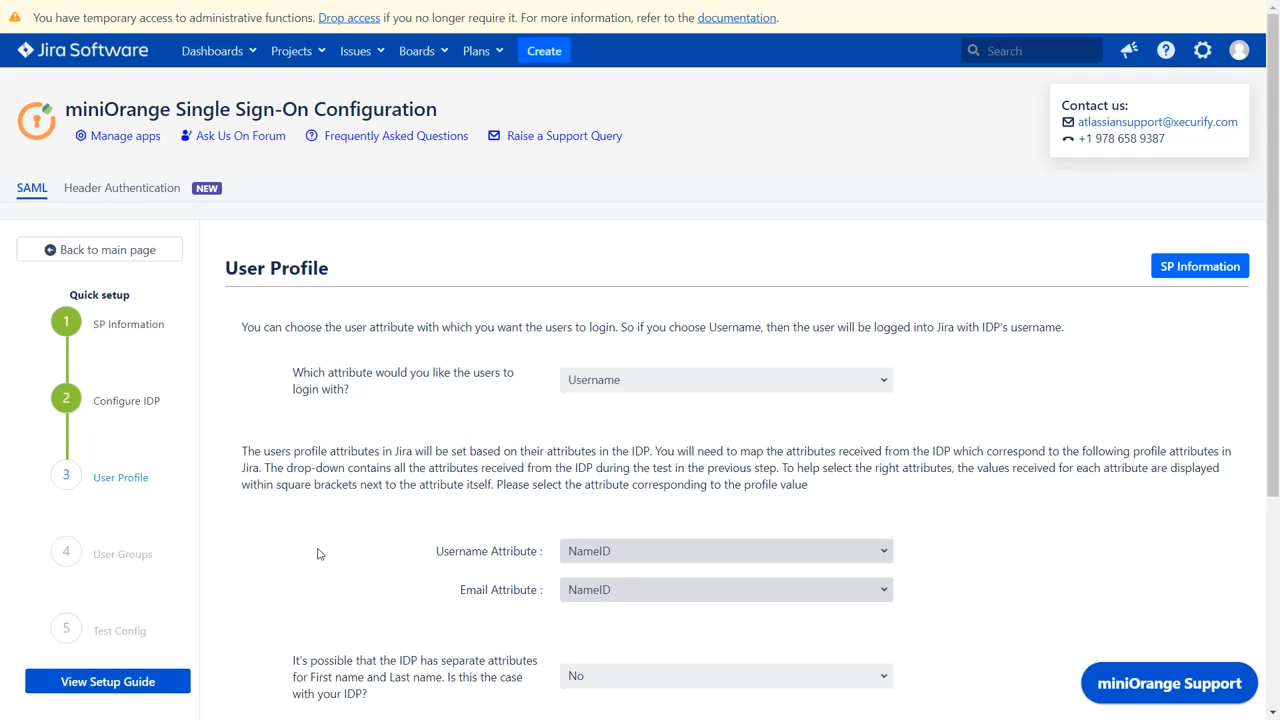 You have temporary access to administrative functions. Drop access if you no longer require it. For more information, refer to the documentation.
Jira Software Dashboards Projects Issues Boards Plans Create Search
miniOrange Single Sign-On Configuration
Manage apps Ask Us On Forum Frequently Asked Questions Raise a Support Query
Contact us:
atlassiansupport@xecurify.com
+1 978 658 9387
SAML Header Authentication NEW
Back to main page
Quick setup
1 SP Information
2 Configure IDP
3 User Profile
4 User Groups
5 Test Config
View Setup Guide
User Profile
SP Information
You can choose the user attribute with which you want the users to login. So if you choose Username, then the user will be logged into Jira with IDP's username.
Which attribute would you like the users to
login with?
Username
The users profile attributes in Jira will be set based on their attributes in the IDP. You will need to map the attributes received from the IDP which correspond to the following profile attributes in
Jira. The drop-down contains all the attributes received from the IDP during the test in the previous step. To help select the right attributes, the values received for each attribute are displayed
within square brackets next to the attribute itself. Please select the attribute corresponding to the profile value
Username Attribute : NameID
Email Attribute : NameID
It's possible that the IDP has separate attributes
for First name and Last name. Is this the case
with your IDP?
No
miniOrange Support